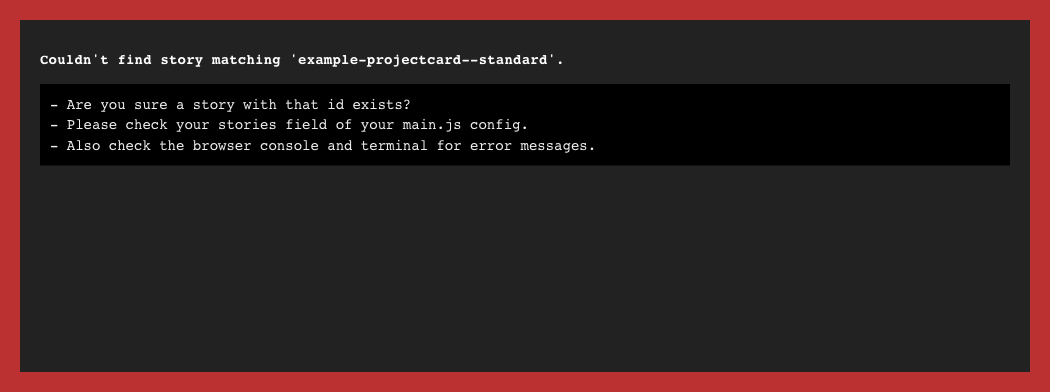 Couldn't find story matching 'example-projectcard--standard'.
- Are you sure a story with that id exists?
- Please check your stories field of your main.js config.
- Also check the browser console and terminal for error messages.